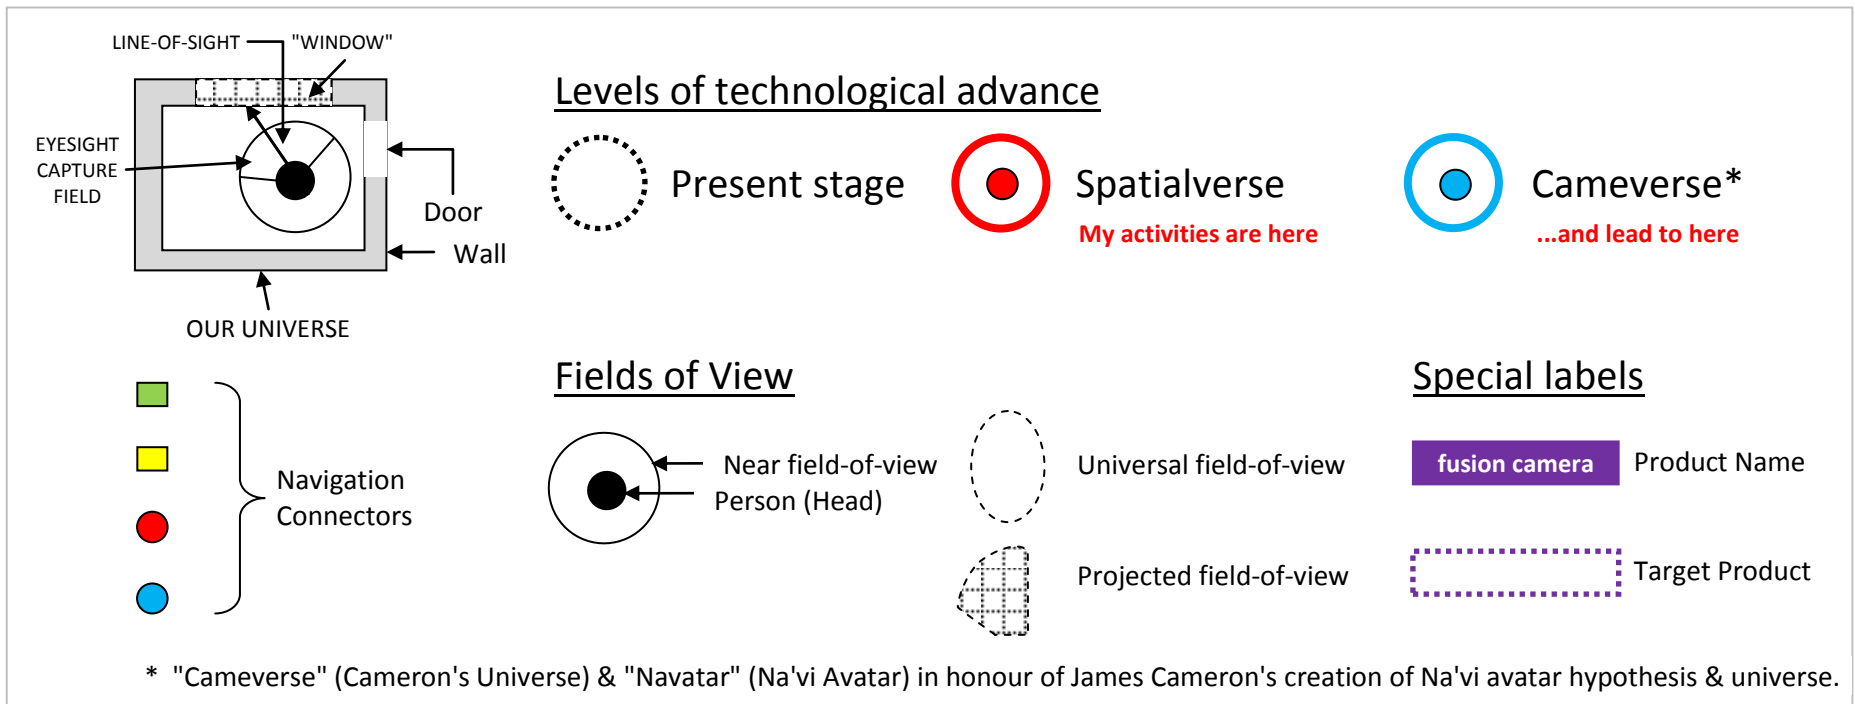 LINE-OF-SIGHT
"WINDOW"
EYESIGHT
CAPTURE
FIELD
Door
Wall
OUR UNIVERSE
Levels of technological advance
Present stage
Spatialverse
My activities are here
Cameverse*
...and lead to here
Navigation
Connectors
Fields of View
Near field-of-view
Person (Head)
Universal field-of-view
Projected field-of-view
Special labels
fusion camera
Product Name
Target Product
* "Cameverse" (Cameron's Universe) & "Navatar" (Na'vi Avatar) in honour of James Cameron's creation of Na'vi avatar hypothesis & universe.